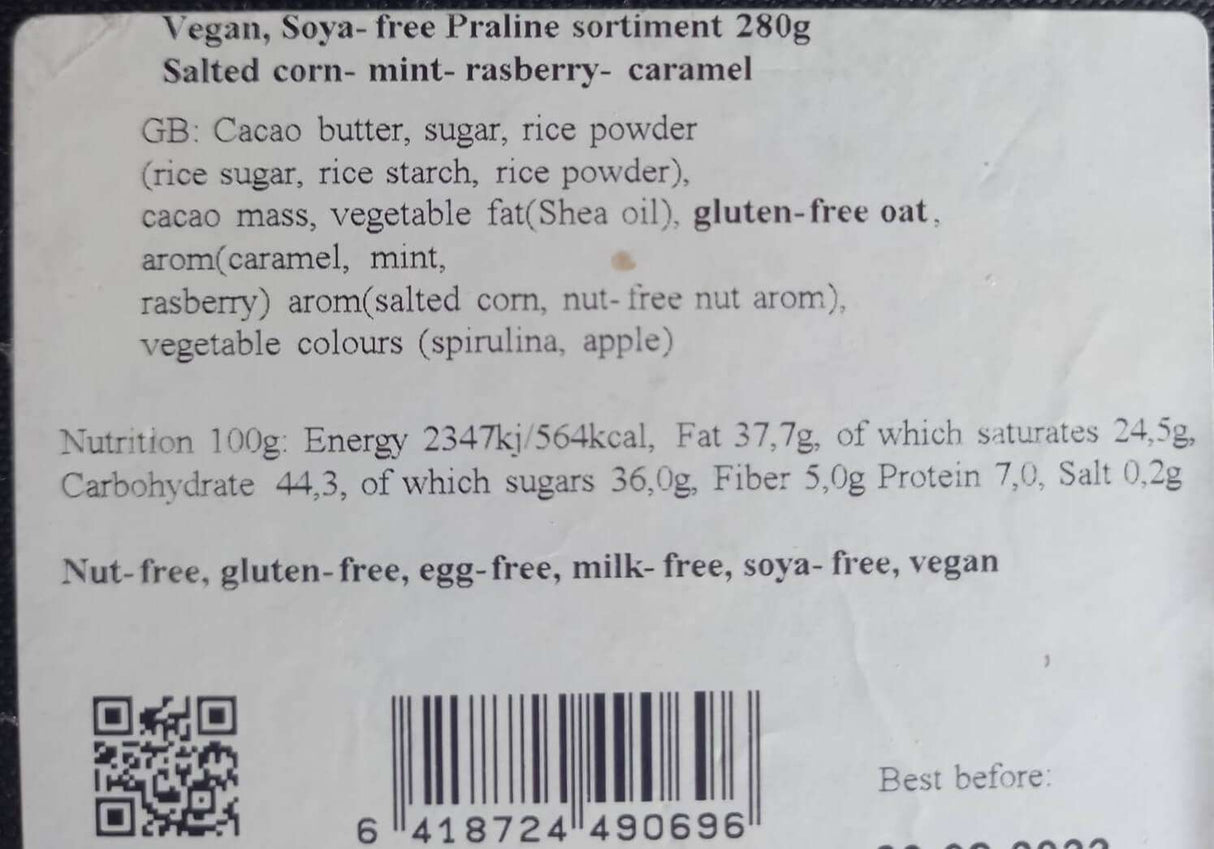 Vegan, Soya- free Praline sortiment 280g
Salted corn- mint- rasberry- caramel
GB: Cacao butter, sugar, rice powder
(rice sugar, rice starch, rice powder),
cacao mass, vegetable fat(Shea oil), gluten-free oat,
arom(caramel, mint,
rasberry) arom(salted corn, nut-free nut arom),
vegetable colours (spirulina, apple)
Nutrition 100g: Energy 2347kj/564kcal, Fat 37,7g, of which saturates 24,5g,
Carbohydrate 44,3, of which sugars 36,0g, Fiber 5,0g Protein 7,0, Salt 0,2g
Nut-free, gluten-free, egg-free, milk-free, soya-free, vegan
Best before:
6 418724 490696